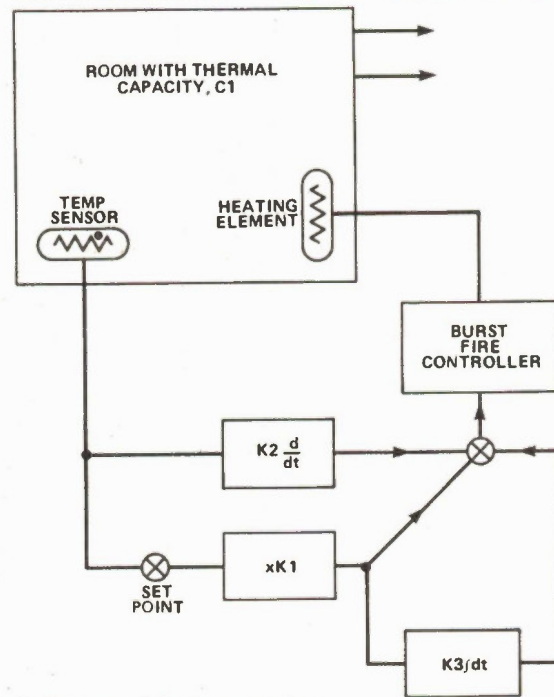 ROOM WITH THERMAL
CAPACITY, C1
TEMP
SENSOR
HEATING
ELEMENT
BURST
FIRE
CONTROLLER
K2 d/dt
xK1
SET
POINT
K3∫dt